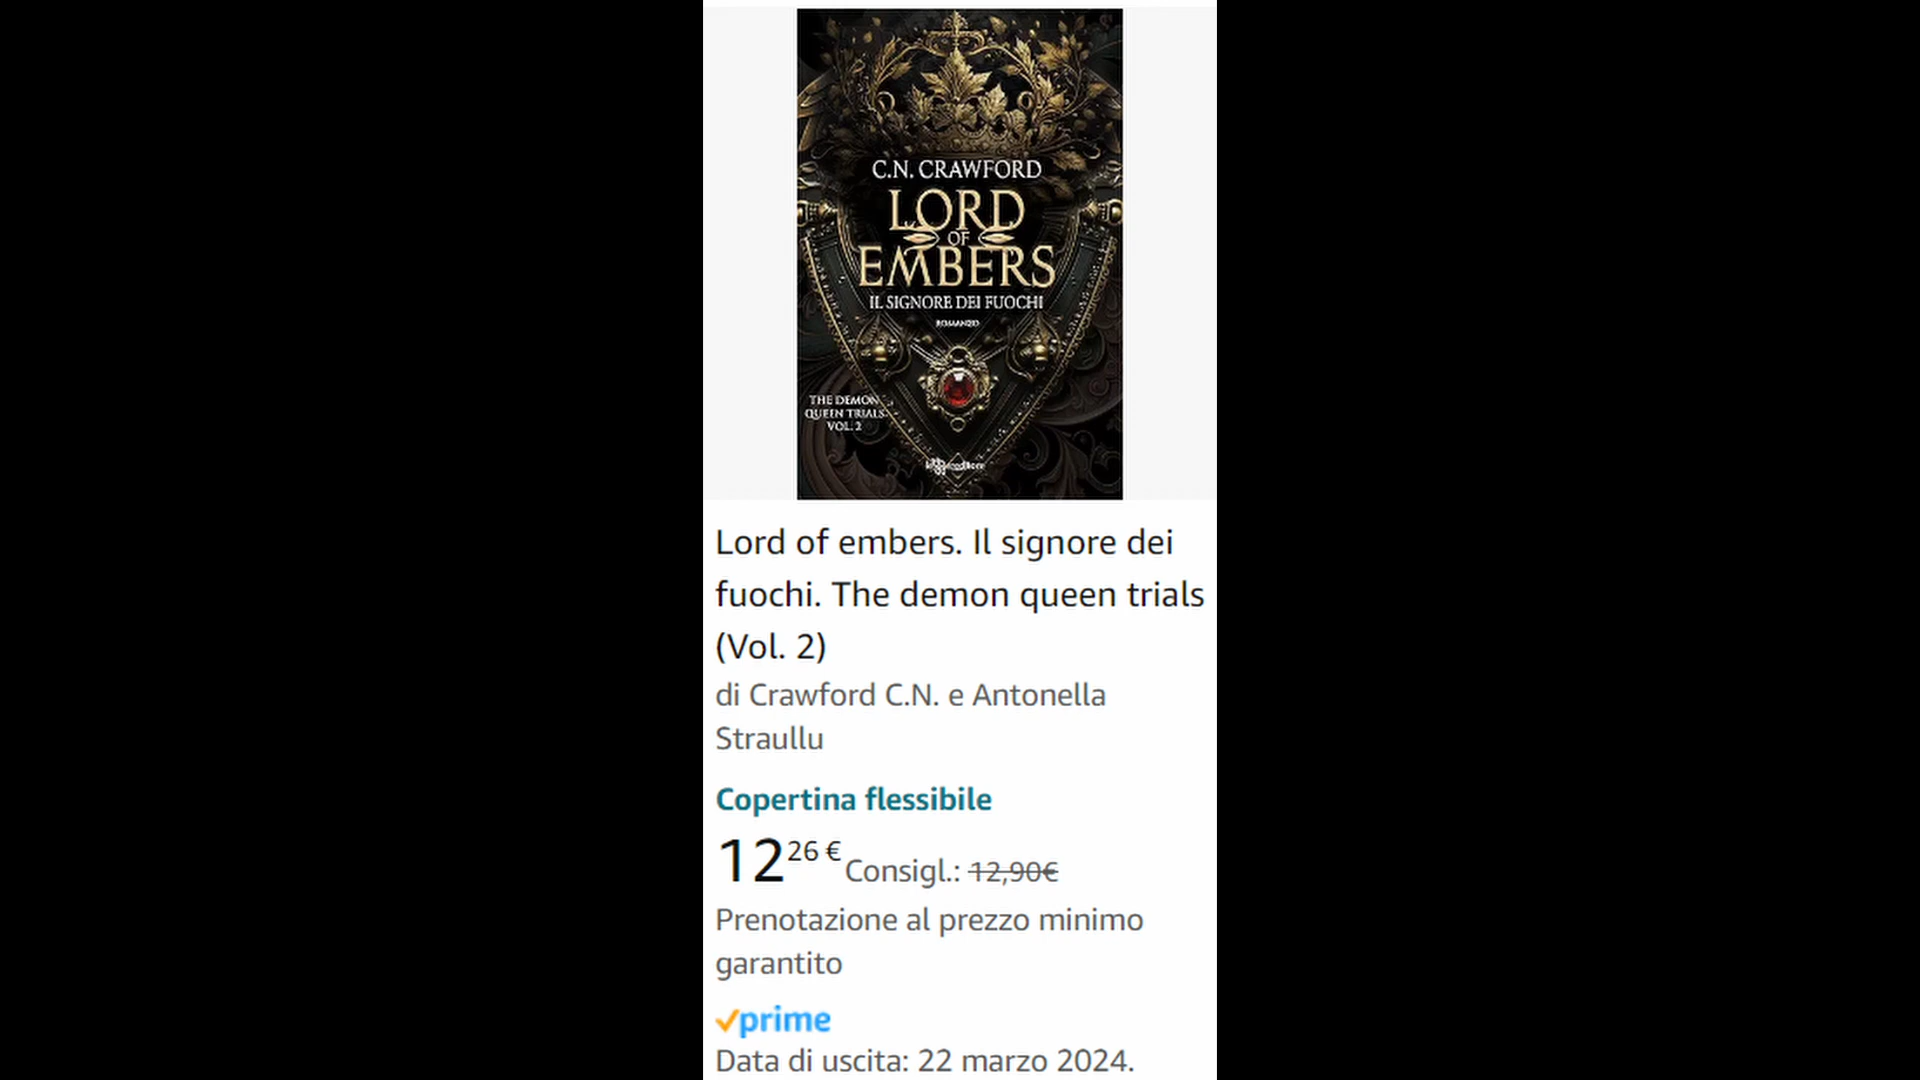 C.N. CRAWFORD
LORD
OF
EMBERS
IL SIGNORE DEI FUOCHI
ROMANZO
THE DEMON
QUEEN TRIALS
VOL. 2
Lord of embers. Il signore dei
fuochi. The demon queen trials
(Vol. 2)
di Crawford C.N. e Antonella
Straullu
Copertina flessibile
12 26 € Consigl.: 12,90€
Prenotazione al prezzo minimo
garantito
prime
Data di uscita: 22 marzo 2024.